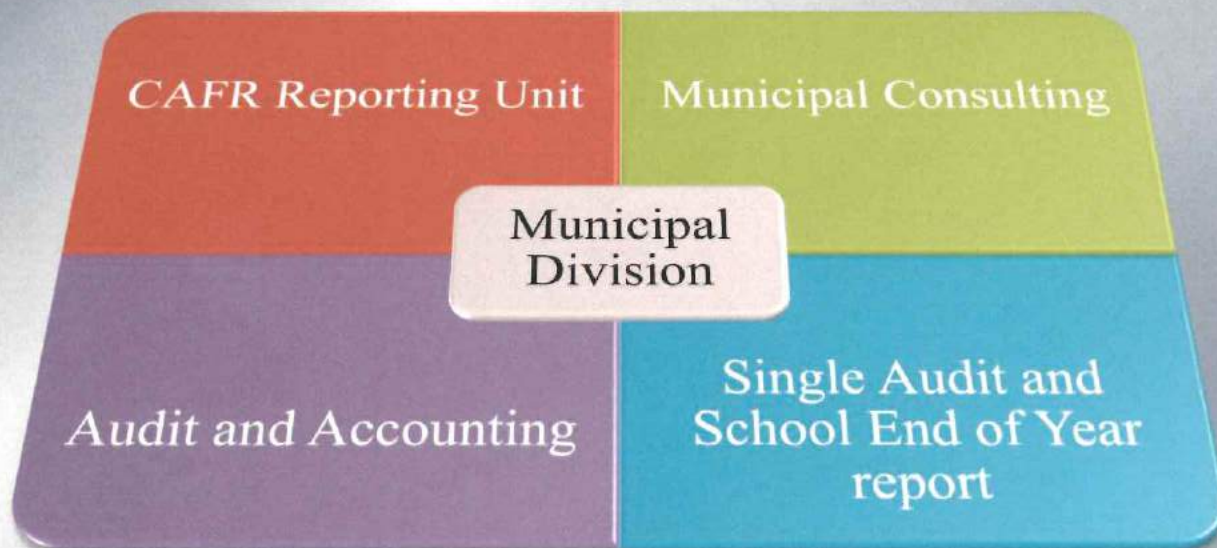 CAFR Reporting Unit
Municipal Consulting
Municipal
Division
Audit and Accounting
Single Audit and
School End of Year
report